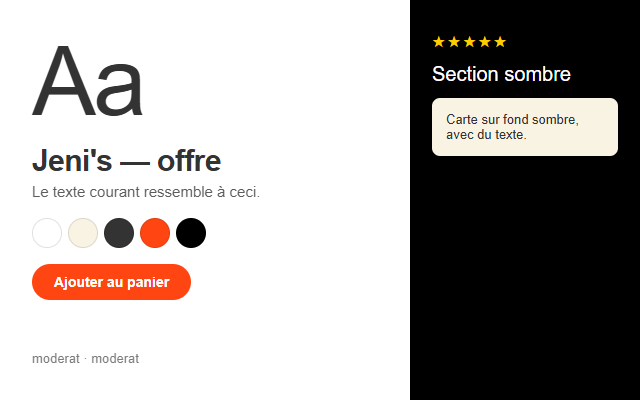 Aa
Jeni's — offre
Le texte courant ressemble à ceci.
Ajouter au panier
moderat · moderat
★★★★★
Section sombre
Carte sur fond sombre,
avec du texte.